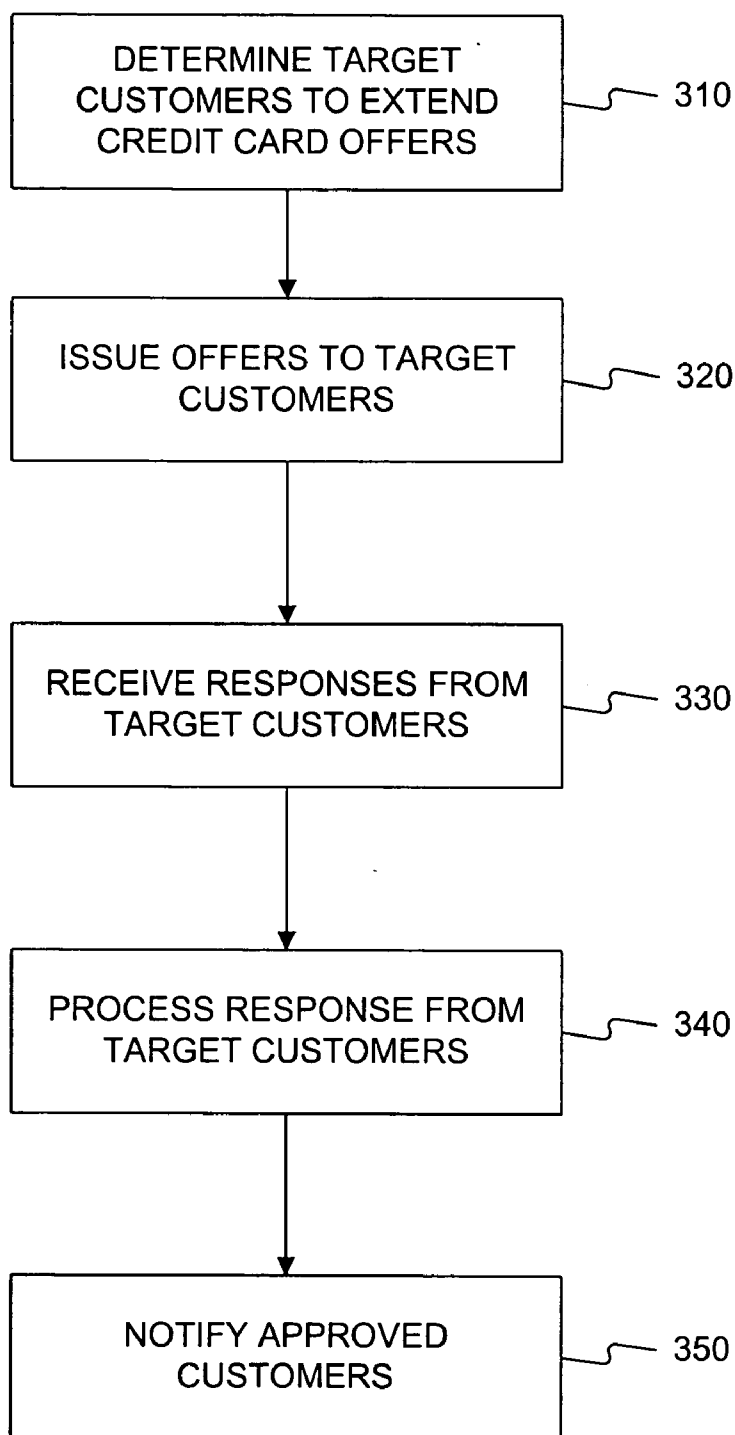 DETERMINE TARGET
CUSTOMERS TO EXTEND
CREDIT CARD OFFERS
310
ISSUE OFFERS TO TARGET
CUSTOMERS
320
RECEIVE RESPONSES FROM
TARGET CUSTOMERS
330
PROCESS RESPONSE FROM
TARGET CUSTOMERS
340
NOTIFY APPROVED
CUSTOMERS
350